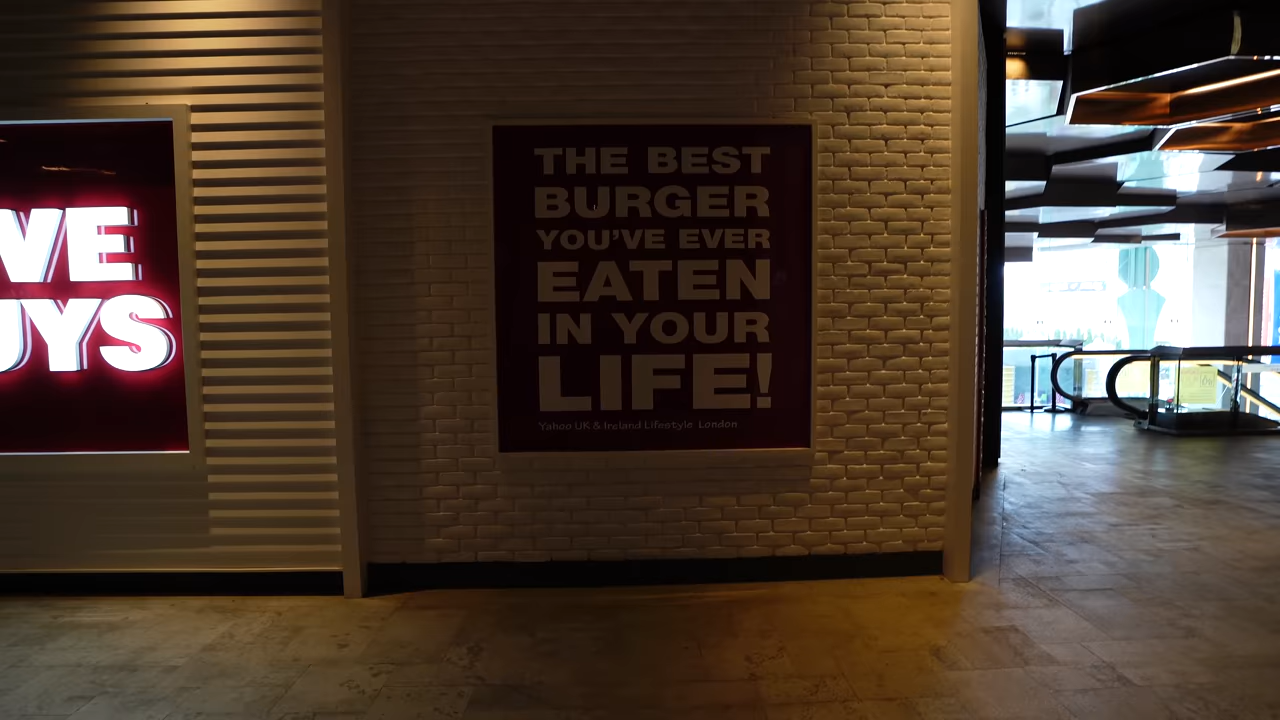 VE
UYS
THE BEST
BURGER
YOU'VE EVER
EATEN
IN YOUR
LIFE!
Yahoo UK & Ireland Lifestyle London